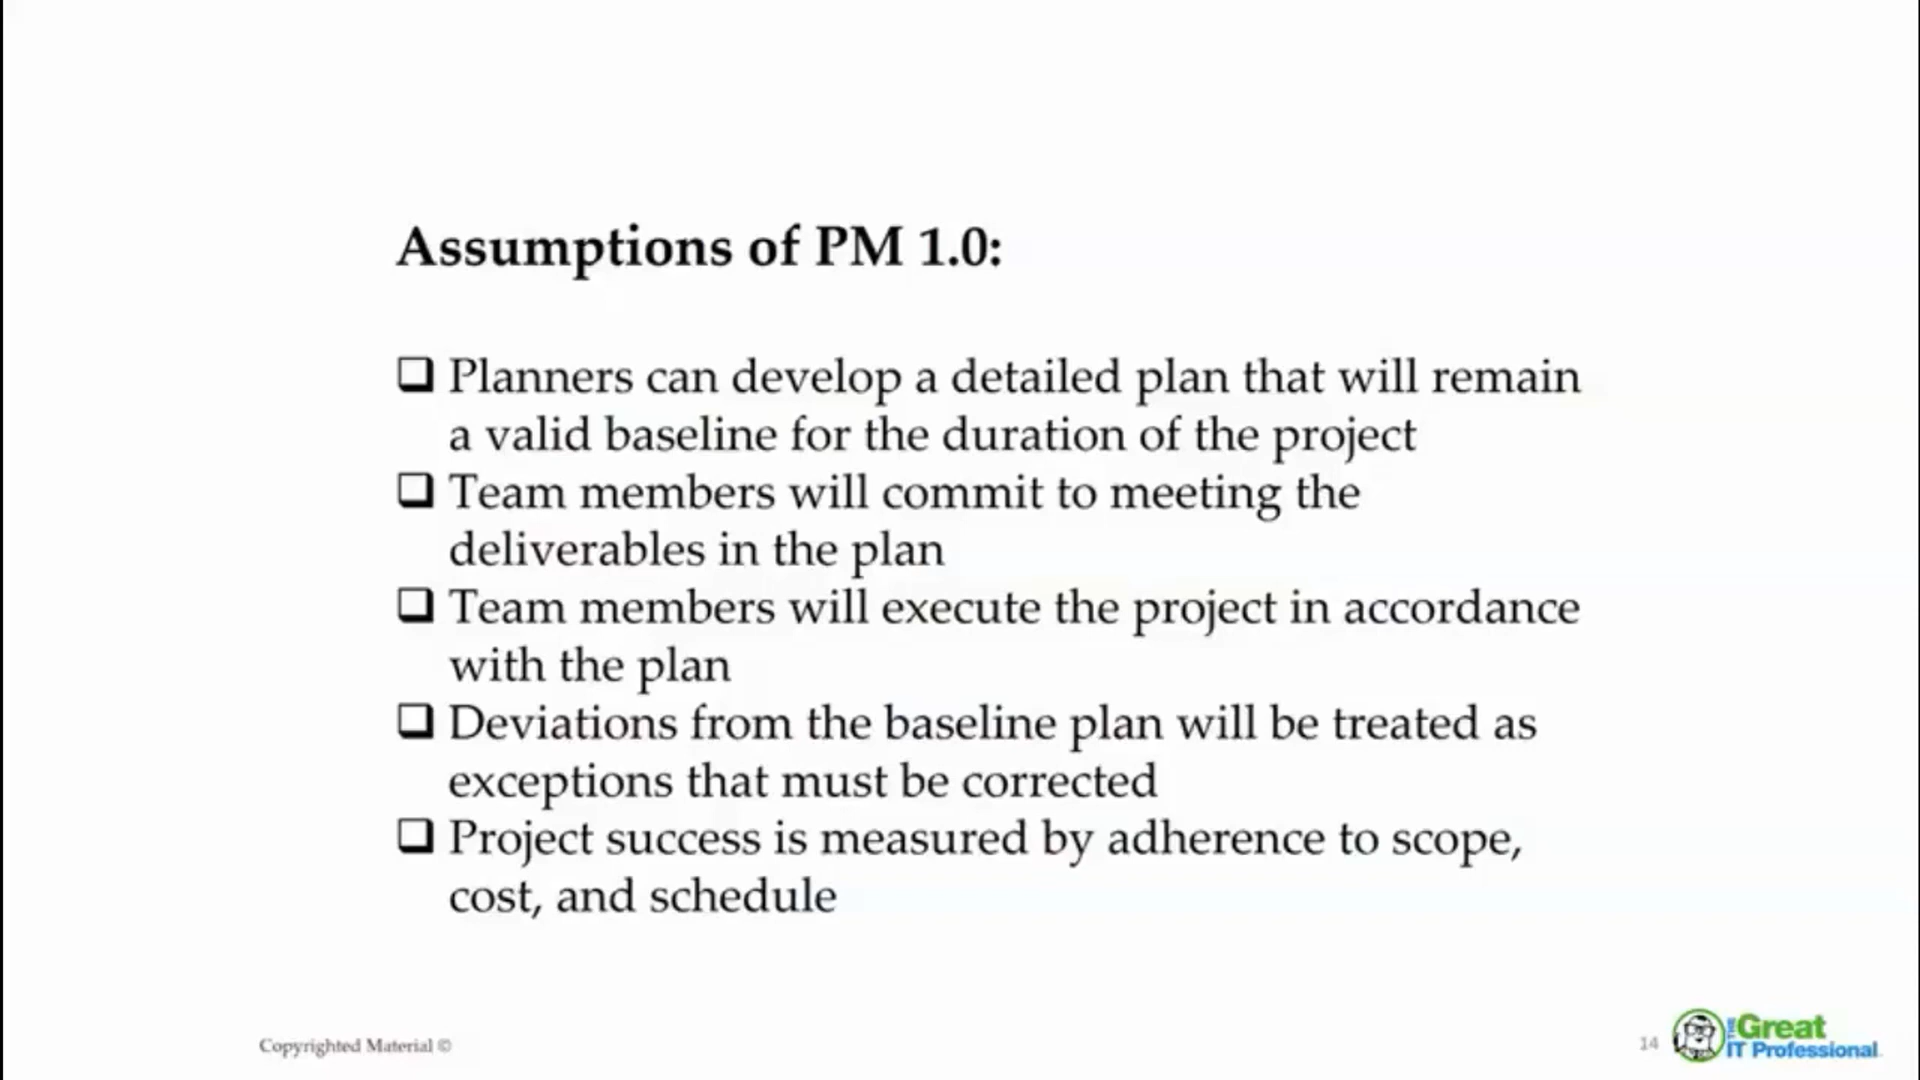 Assumptions of PM 1.0:
❑ Planners can develop a detailed plan that will remain
a valid baseline for the duration of the project
❑ Team members will commit to meeting the
deliverables in the plan
❑ Team members will execute the project in accordance
with the plan
❑ Deviations from the baseline plan will be treated as
exceptions that must be corrected
❑ Project success is measured by adherence to scope,
cost, and schedule
Copyrighted Material ©
14
THE Great
IT Professional